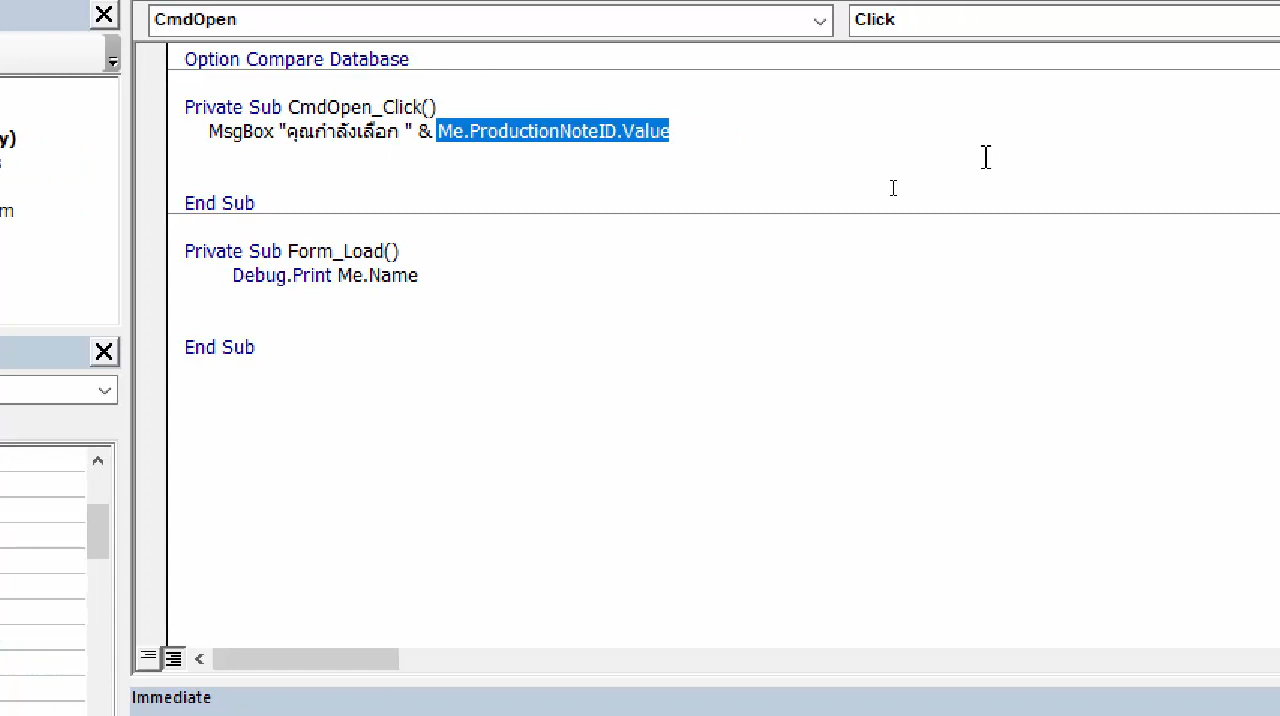 CmdOpen
Click
Option Compare Database
Private Sub CmdOpen_Click()
MsgBox "คุณกำลังเลือก " & Me.ProductionNoteID.Value
End Sub
Private Sub Form_Load()
Debug.Print Me.Name
End Sub
y)
m
Immediate